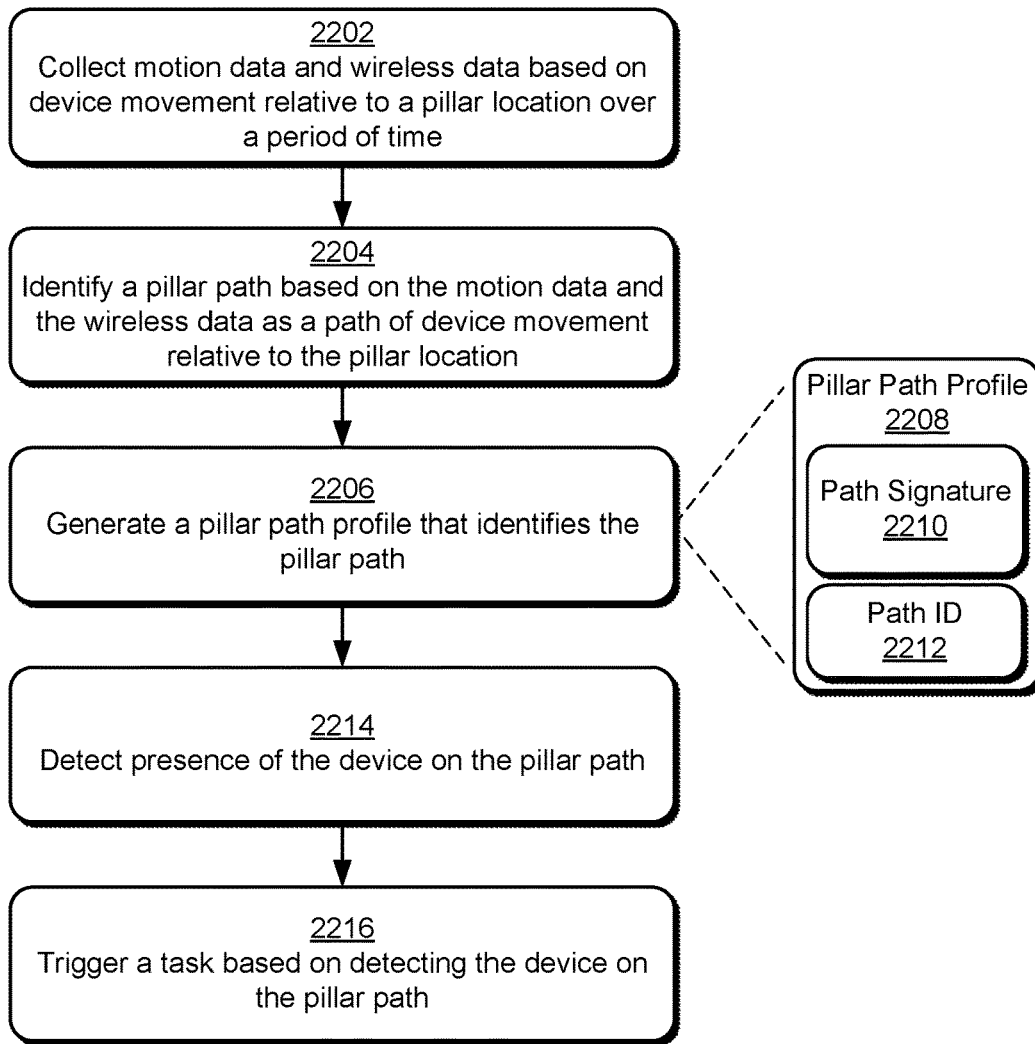 2202
Collect motion data and wireless data based on
device movement relative to a pillar location over
a period of time
2204
Identify a pillar path based on the motion data and
the wireless data as a path of device movement
relative to the pillar location
2206
Generate a pillar path profile that identifies the
pillar path
Pillar Path Profile
2208
Path Signature
2210
Path ID
2212
2214
Detect presence of the device on the pillar path
2216
Trigger a task based on detecting the device on
the pillar path